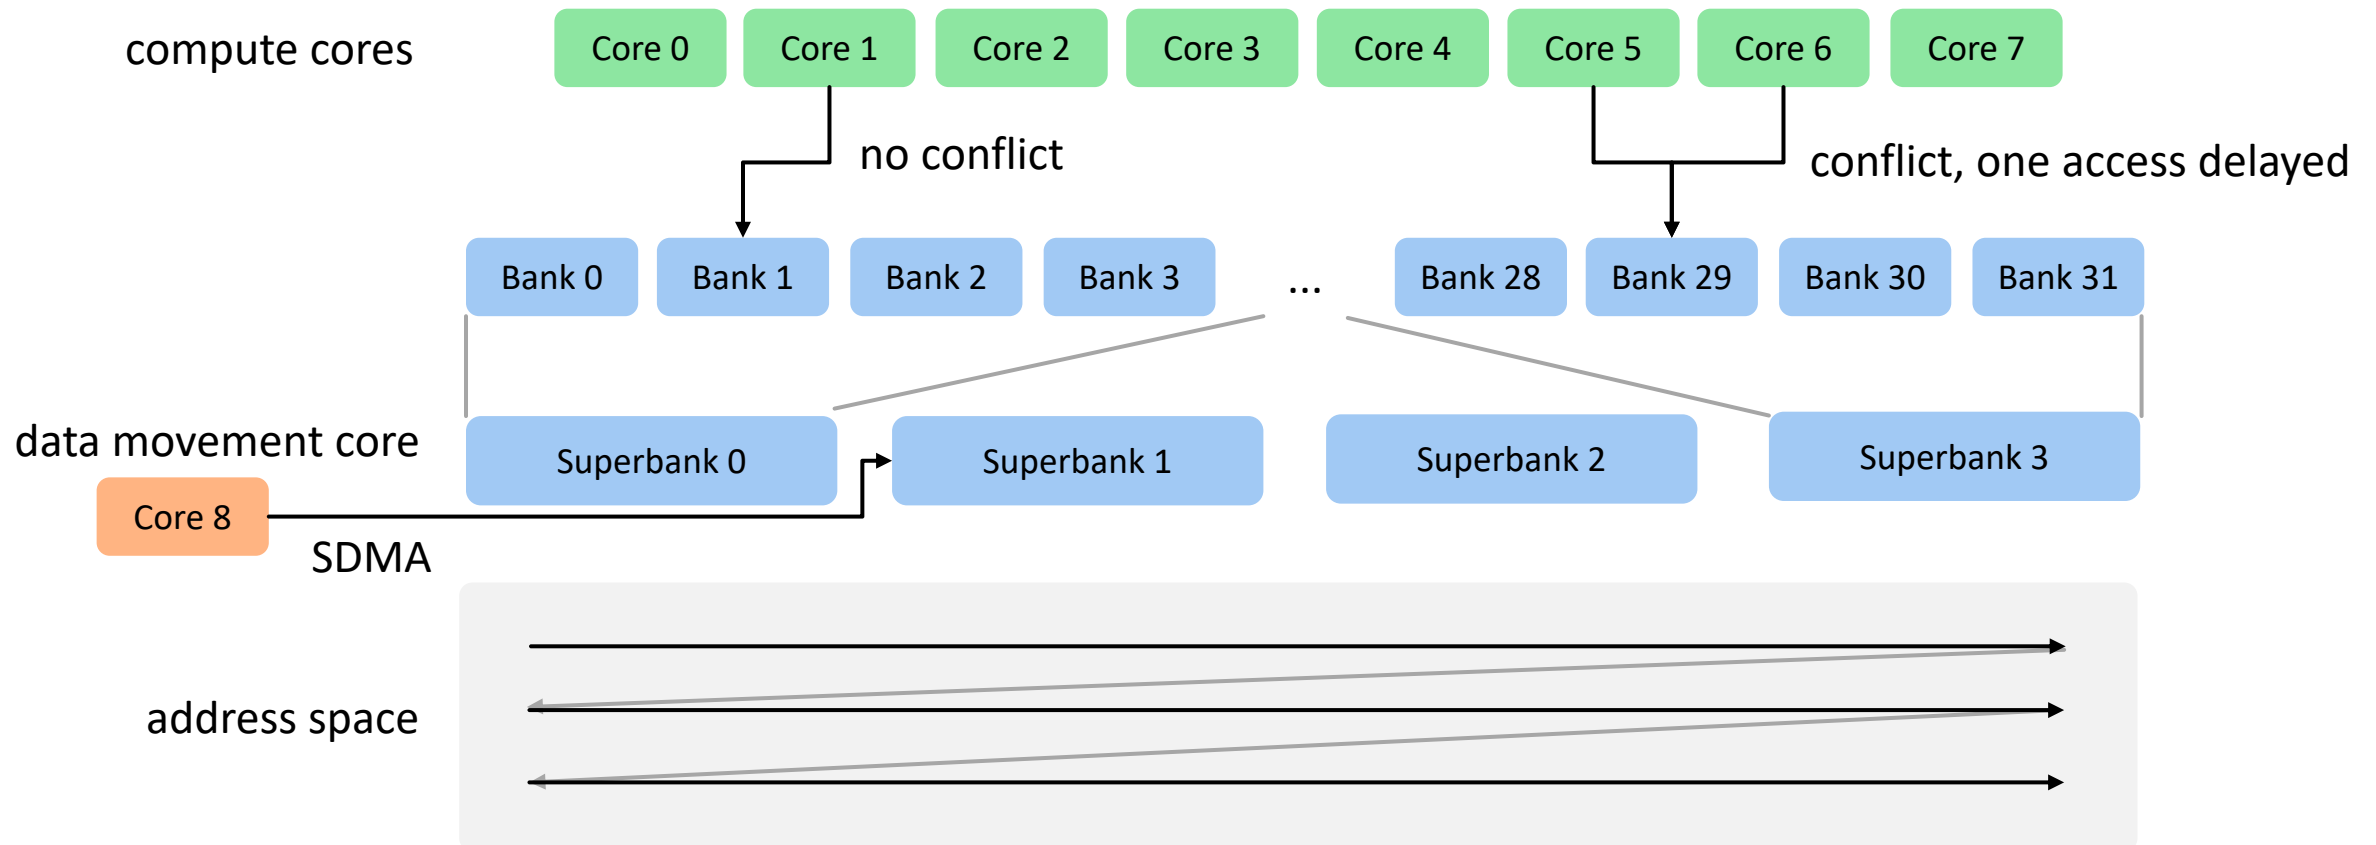 compute cores
Core 0
Core 1
Core 2
Core 3
Core 4
Core 5
Core 6
Core 7
no conflict
conflict, one access delayed
Bank 0
Bank 1
Bank 2
Bank 3
...
Bank 28
Bank 29
Bank 30
Bank 31
data movement core
Superbank 0
Superbank 1
Superbank 2
Superbank 3
Core 8
SDMA
address space